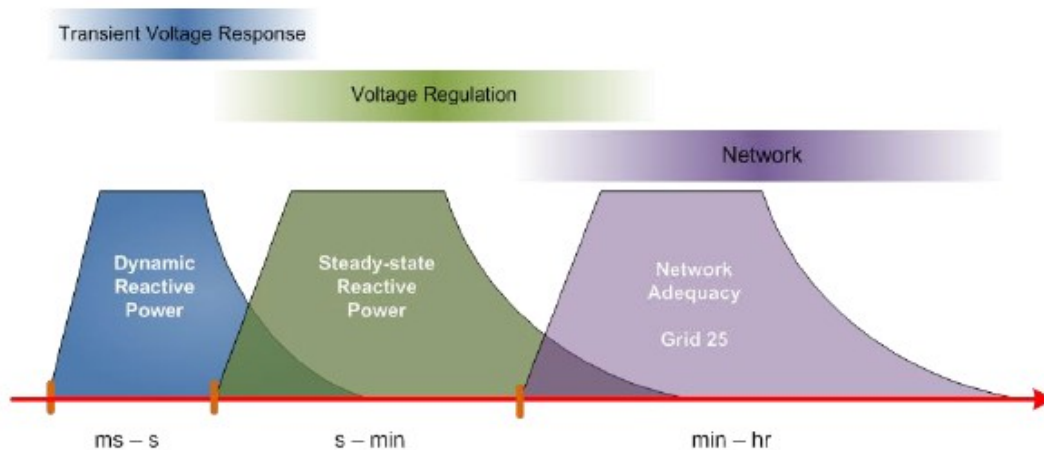 Transient Voltage Response
Voltage Regulation
Network
Dynamic
Reactive
Power
Steady-state
Reactive
Power
Network
Adequacy
Grid 25
ms – s
s – min
min – hr